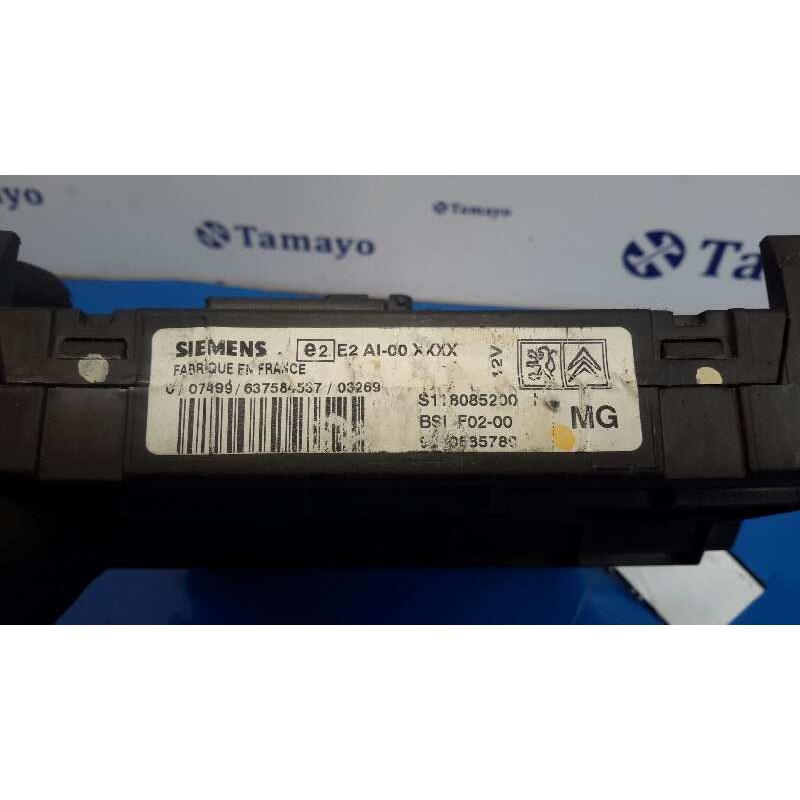 Tamayo
Tamayo
Tamayo
SIEMENS e2 E2 AI-00 XXXX
12V
FABRIQUE EN FRANCE
07499/637584537/03269
S118085200
BSI F02-00
MG